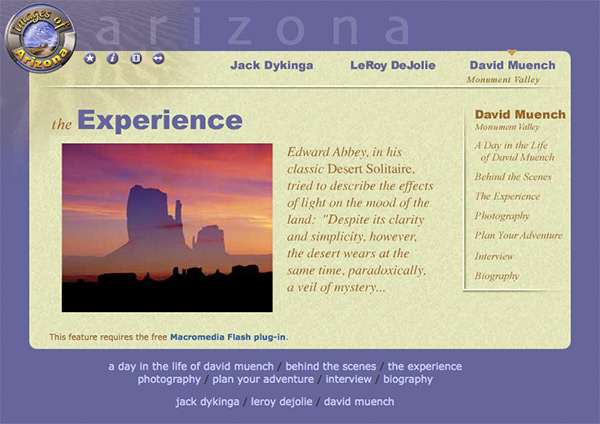 arizona
Images of
Arizona
Jack Dykinga LeRoy DeJolie David Muench
Monument Valley
the Experience
Edward Abbey, in his
classic Desert Solitaire,
tried to describe the effects
of light on the mood of the
land:  "Despite its clarity
and simplicity, however,
the desert wears at the
same time, paradoxically,
a veil of mystery...
David Muench
Monument Valley
A Day in the Life
of David Muench
Behind the Scenes
The Experience
Photography
Plan Your Adventure
Interview
Biography
This feature requires the free Macromedia Flash plug-in.
a day in the life of david muench / behind the scenes / the experience
photography / plan your adventure / interview / biography
jack dykinga / leroy dejolie / david muench